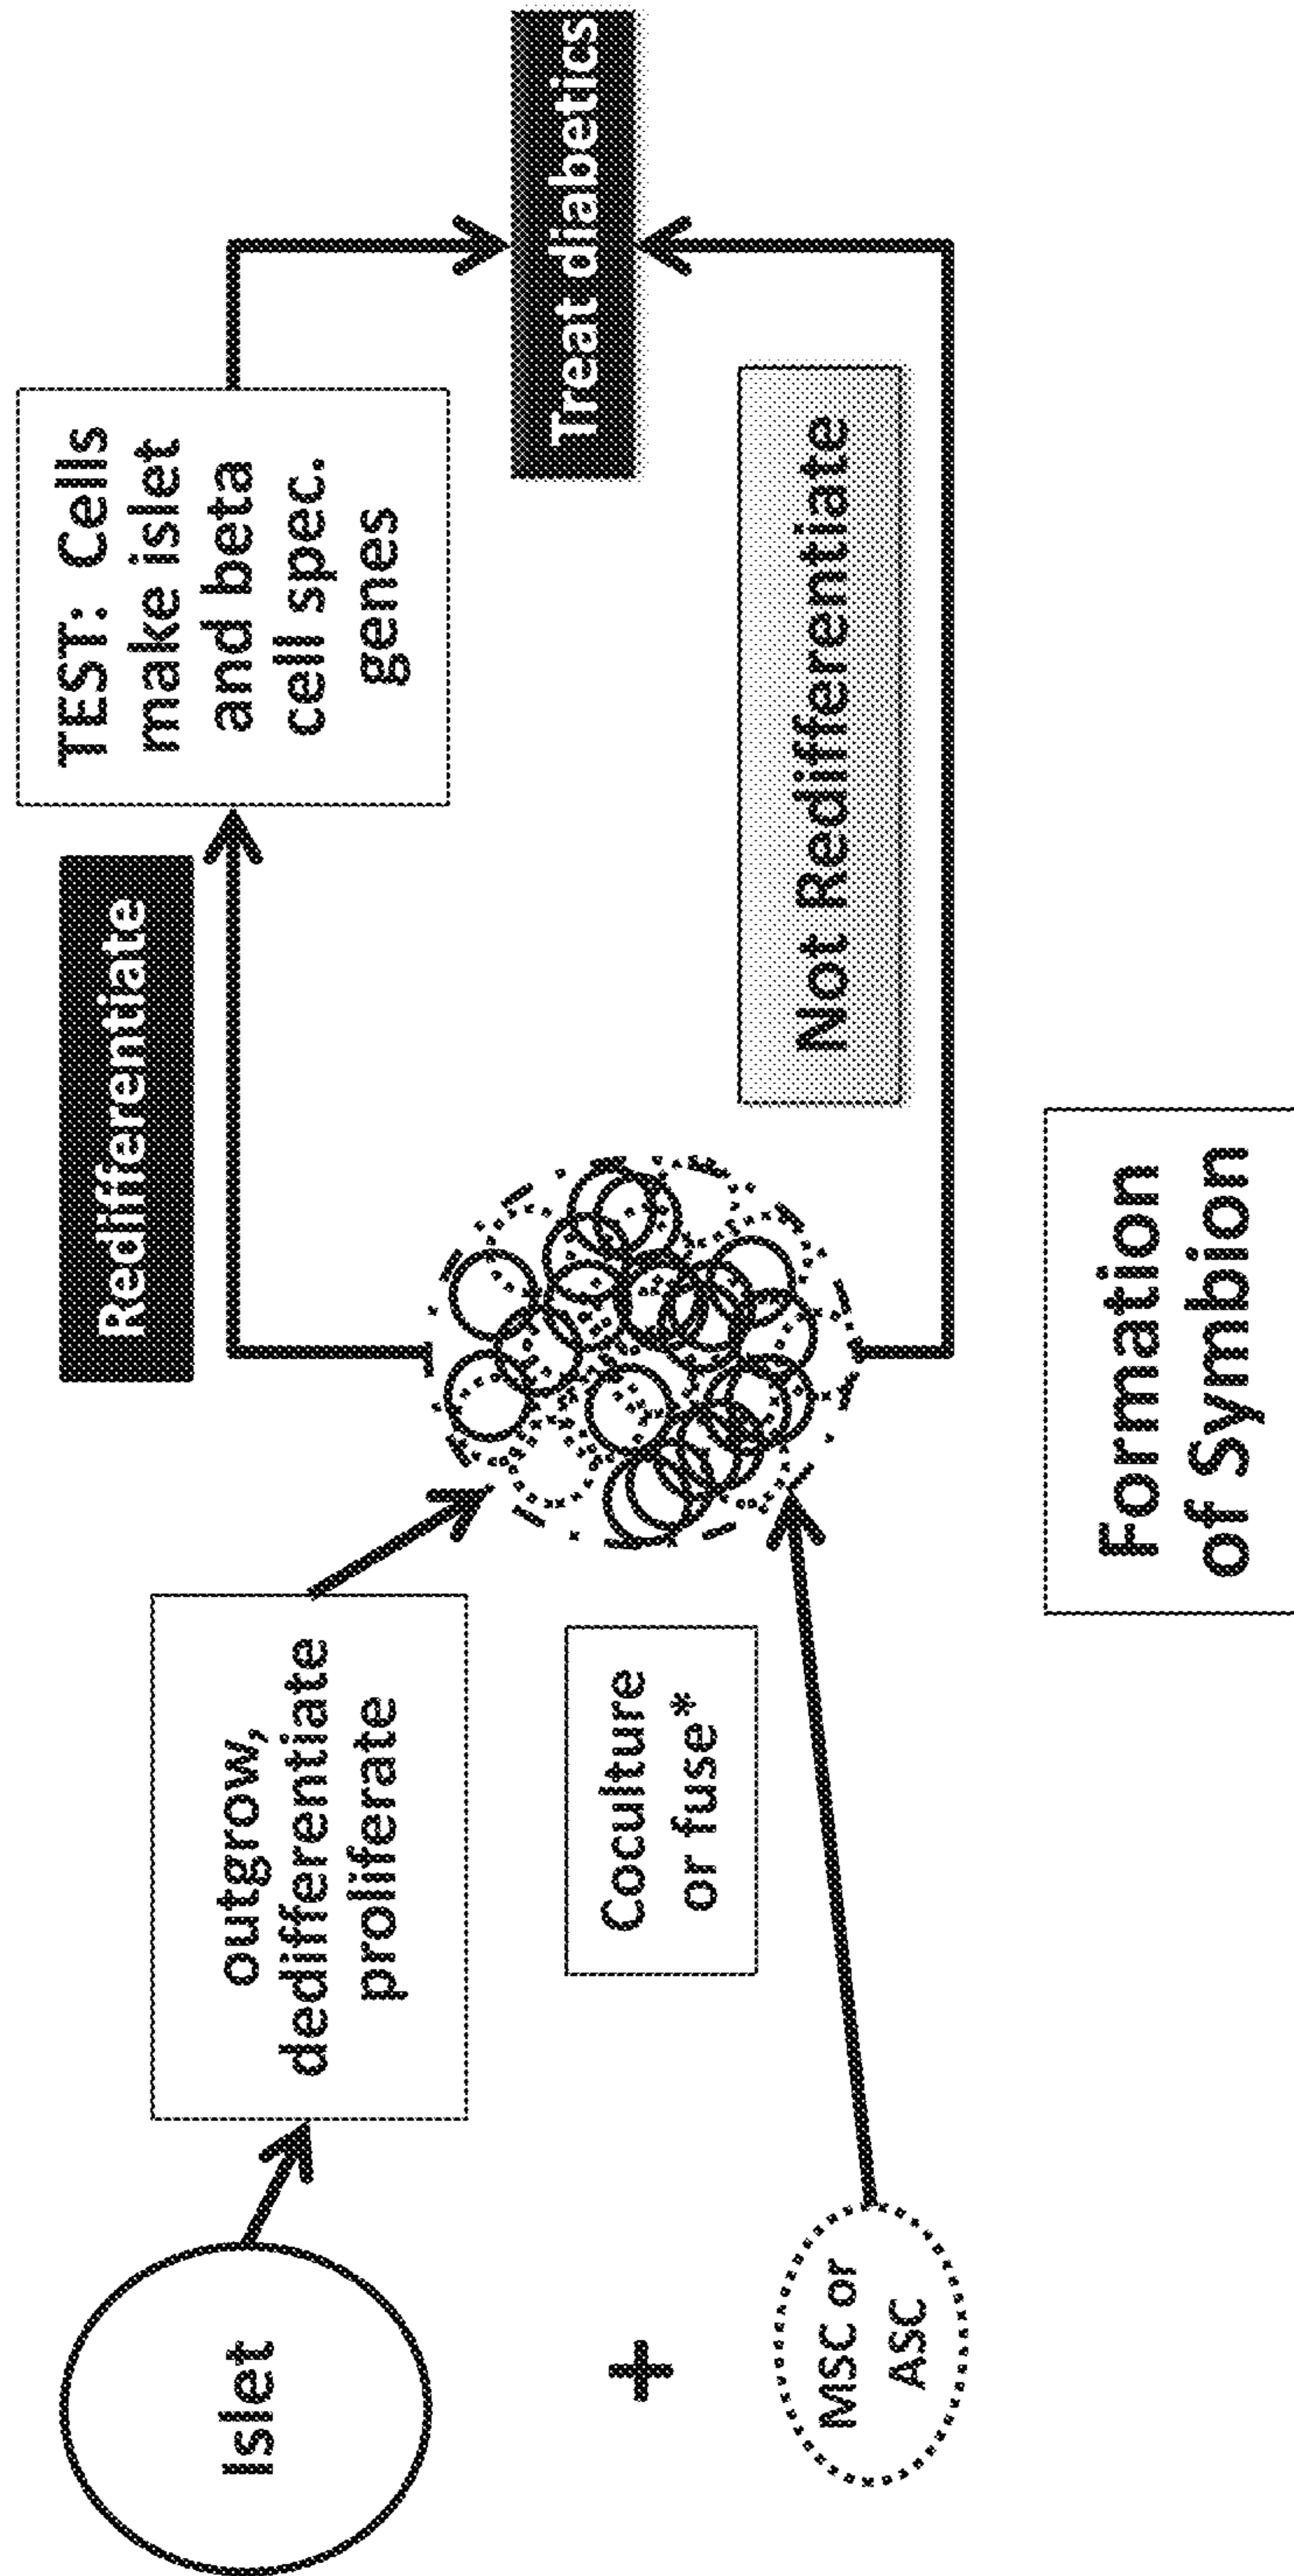 Islet
+
MSC or
ASC
outgrow,
dedifferentiate
proliferate
Coculture
or fuse*
Redifferentiate
TEST: Cells
make islet
and beta
cell spec.
genes
Not Redifferentiate
Treat diabetics
Formation
of Symbion